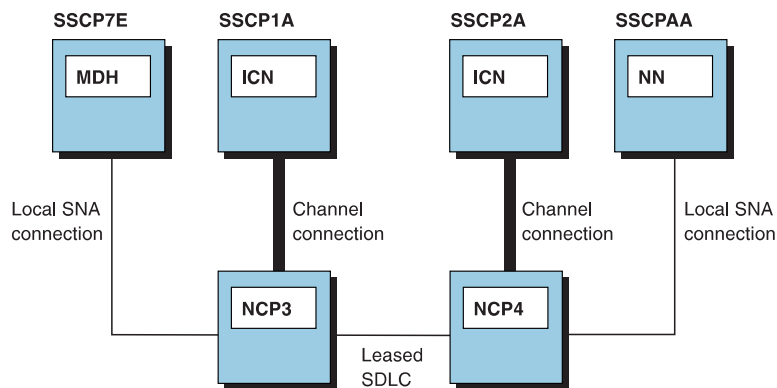 SSCP7E
SSCP1A
SSCP2A
SSCPAA
MDH
ICN
ICN
NN
Local SNA
connection
Channel
connection
Channel
connection
Local SNA
connection
NCP3
NCP4
Leased
SDLC